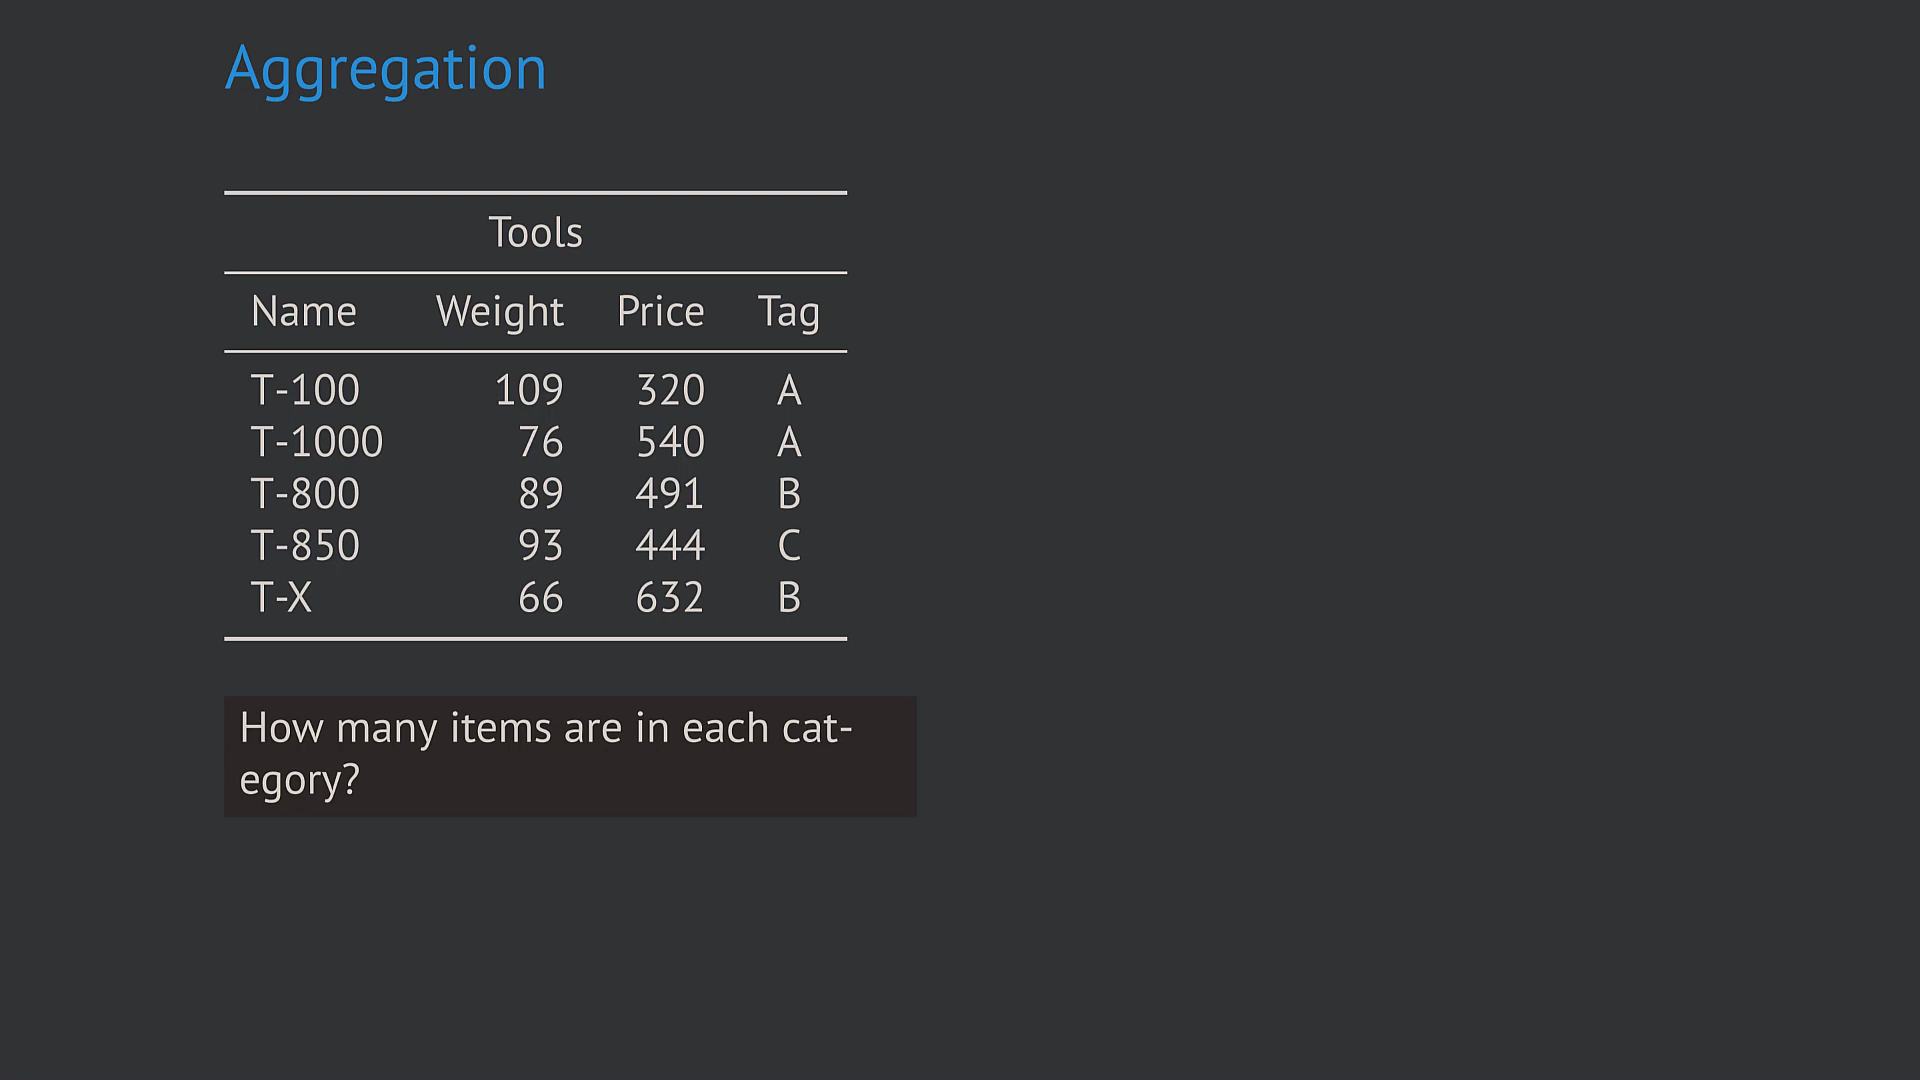 Aggregation
Tools
Name Weight Price Tag
T-100 109 320 A
T-1000 76 540 A
T-800 89 491 B
T-850 93 444 C
T-X 66 632 B
How many items are in each cat-
egory?